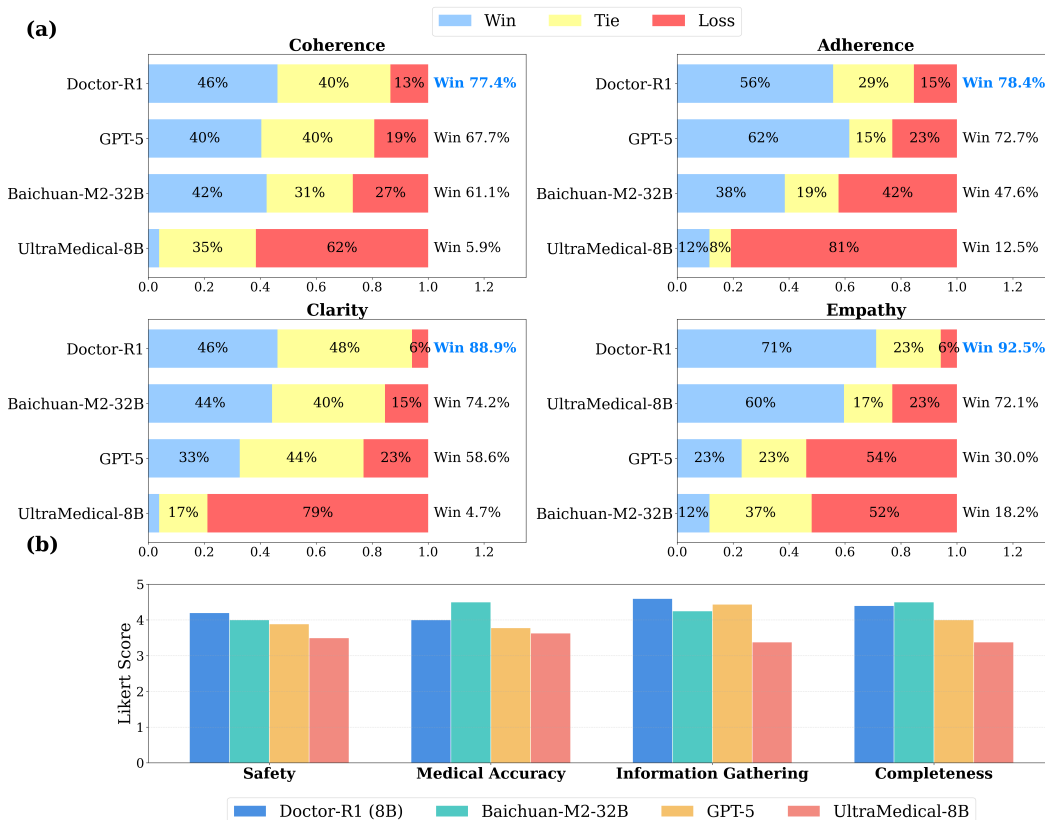 Win Tie Loss
(a)
Coherence
Doctor-R1 46% 40% 13% Win 77.4%
GPT-5 40% 40% 19% Win 67.7%
Baichuan-M2-32B 42% 31% 27% Win 61.1%
UltraMedical-8B 35% 62% Win 5.9%
0.0 0.2 0.4 0.6 0.8 1.0 1.2
Adherence
Doctor-R1 56% 29% 15% Win 78.4%
GPT-5 62% 15% 23% Win 72.7%
Baichuan-M2-32B 38% 19% 42% Win 47.6%
UltraMedical-8B 12% 8% 81% Win 12.5%
0.0 0.2 0.4 0.6 0.8 1.0 1.2
Clarity
Doctor-R1 46% 48% 6% Win 88.9%
Baichuan-M2-32B 44% 40% 15% Win 74.2%
GPT-5 33% 44% 23% Win 58.6%
UltraMedical-8B 17% 79% Win 4.7%
0.0 0.2 0.4 0.6 0.8 1.0 1.2
Empathy
Doctor-R1 71% 23% 6% Win 92.5%
UltraMedical-8B 60% 17% 23% Win 72.1%
GPT-5 23% 23% 54% Win 30.0%
Baichuan-M2-32B 12% 37% 52% Win 18.2%
0.0 0.2 0.4 0.6 0.8 1.0 1.2
(b)
Likert Score
5
4
3
2
1
0
Safety Medical Accuracy Information Gathering Completeness
Doctor-R1 (8B) Baichuan-M2-32B GPT-5 UltraMedical-8B